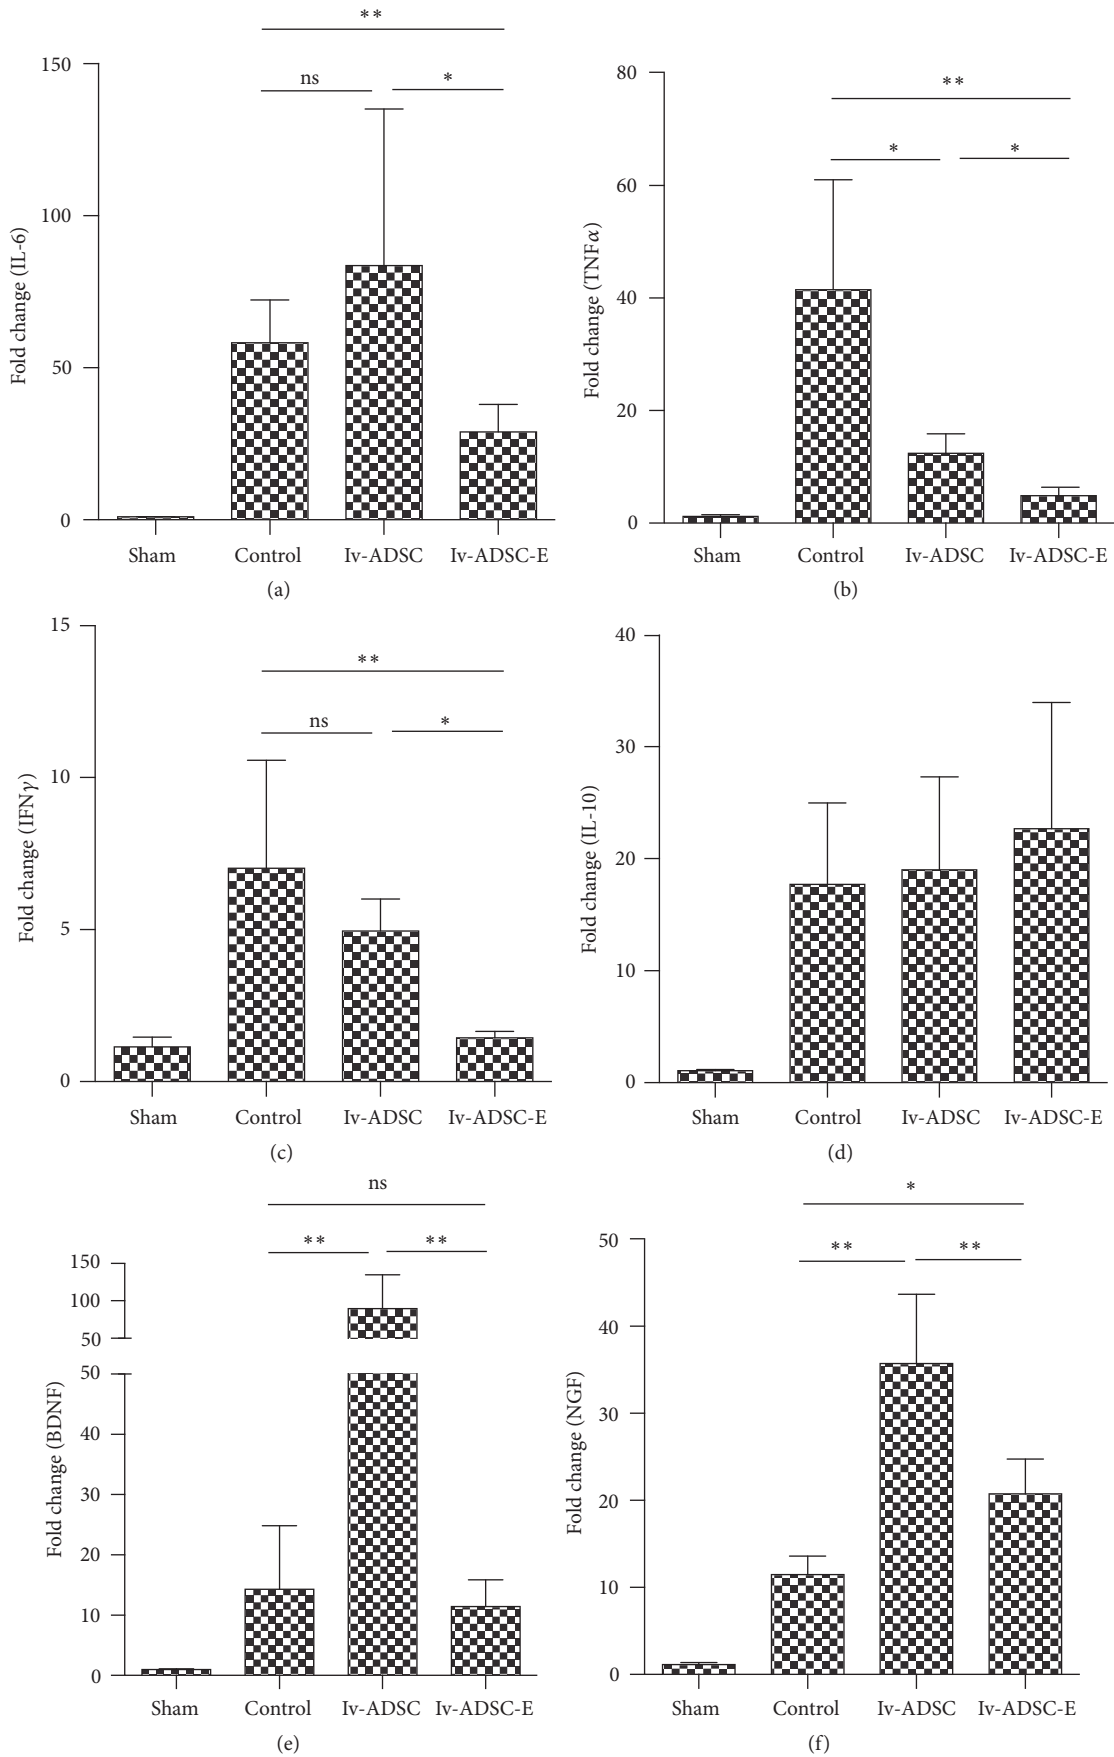 **
ns
*
150
100
50
0
Fold change (IL-6)
Sham Control Iv-ADSC Iv-ADSC-E
(a)
**
*
*
80
60
40
20
0
Fold change (TNFα)
Sham Control Iv-ADSC Iv-ADSC-E
(b)
**
ns
*
15
10
5
0
Fold change (IFNγ)
Sham Control Iv-ADSC Iv-ADSC-E
(c)
40
30
20
10
0
Fold change (IL-10)
Sham Control Iv-ADSC Iv-ADSC-E
(d)
ns
**
**
150
100
50
50
40
30
20
10
0
Fold change (BDNF)
Sham Control Iv-ADSC Iv-ADSC-E
(e)
*
**
**
50
40
30
20
10
0
Fold change (NGF)
Sham Control Iv-ADSC Iv-ADSC-E
(f)